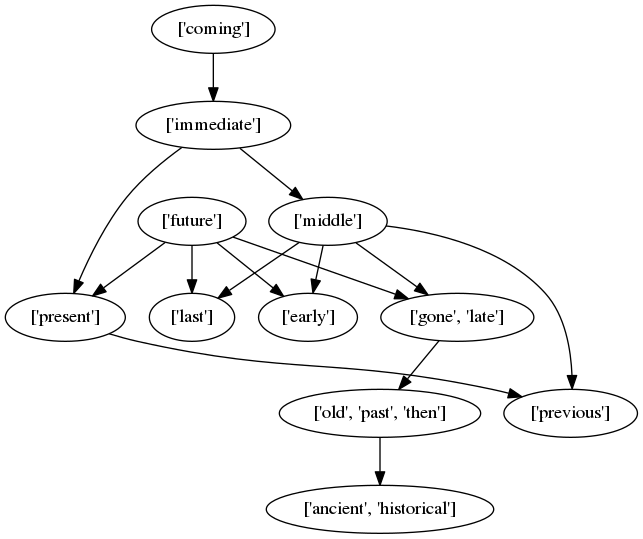 ['coming']
['immediate']
['future']
['middle']
['present']
['last']
['early']
['gone', 'late']
['old', 'past', 'then']
['previous']
['ancient', 'historical']